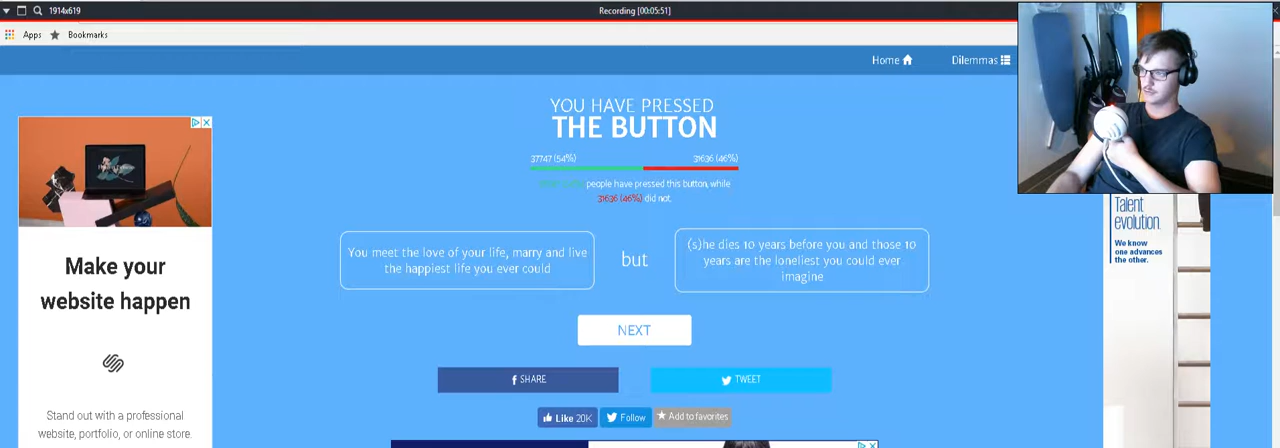 1914x619
Recording [00:05:51]
Apps
Bookmarks
Home
Dilemmas
YOU HAVE PRESSED
THE BUTTON
37747 (54%)
31636 (46%)
people have pressed this button, while
31636 (46%) did not.
You meet the love of your life, marry and live
the happiest life you ever could
but
(s)he dies 10 years before you and those 10
years are the loneliest you could ever
imagine
NEXT
SHARE
TWEET
Like 20K
Follow
Add to favorites
Make your
website happen
Stand out with a professional
website, portfolio, or online store.
Talent
evolution.
We know
one advances
the other.